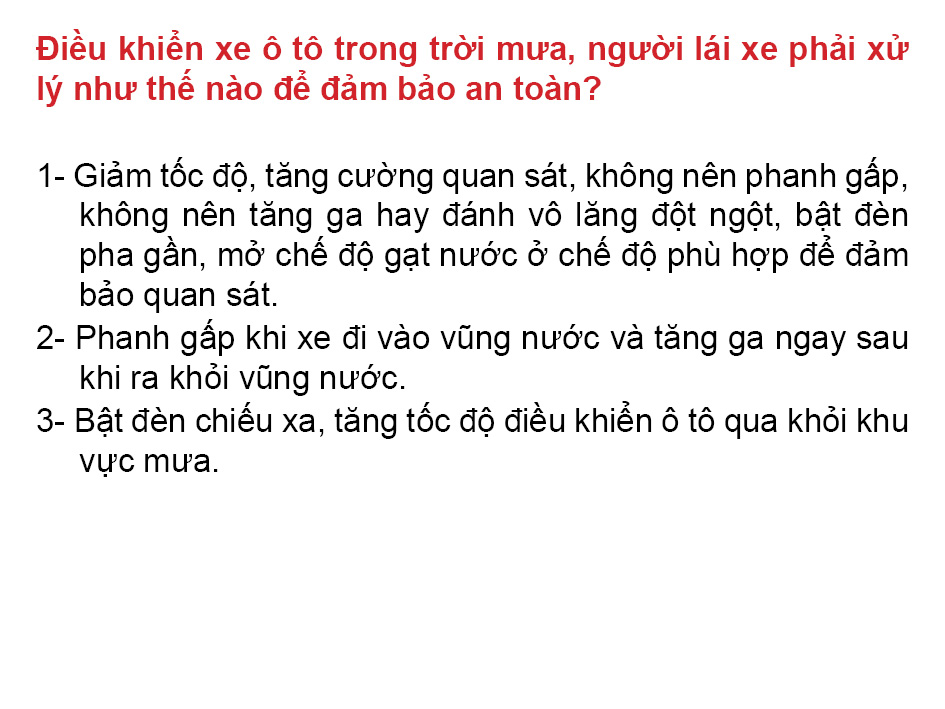 Điều khiển xe ô tô trong trời mưa, người lái xe phải xử
lý như thế nào để đảm bảo an toàn?
1- Giảm tốc độ, tăng cường quan sát, không nên phanh gấp,
không nên tăng ga hay đánh vô lăng đột ngột, bật đèn
pha gần, mở chế độ gạt nước ở chế độ phù hợp để đảm
bảo quan sát.
2- Phanh gấp khi xe đi vào vũng nước và tăng ga ngay sau
khi ra khỏi vũng nước.
3- Bật đèn chiếu xa, tăng tốc độ điều khiển ô tô qua khỏi khu
vực mưa.